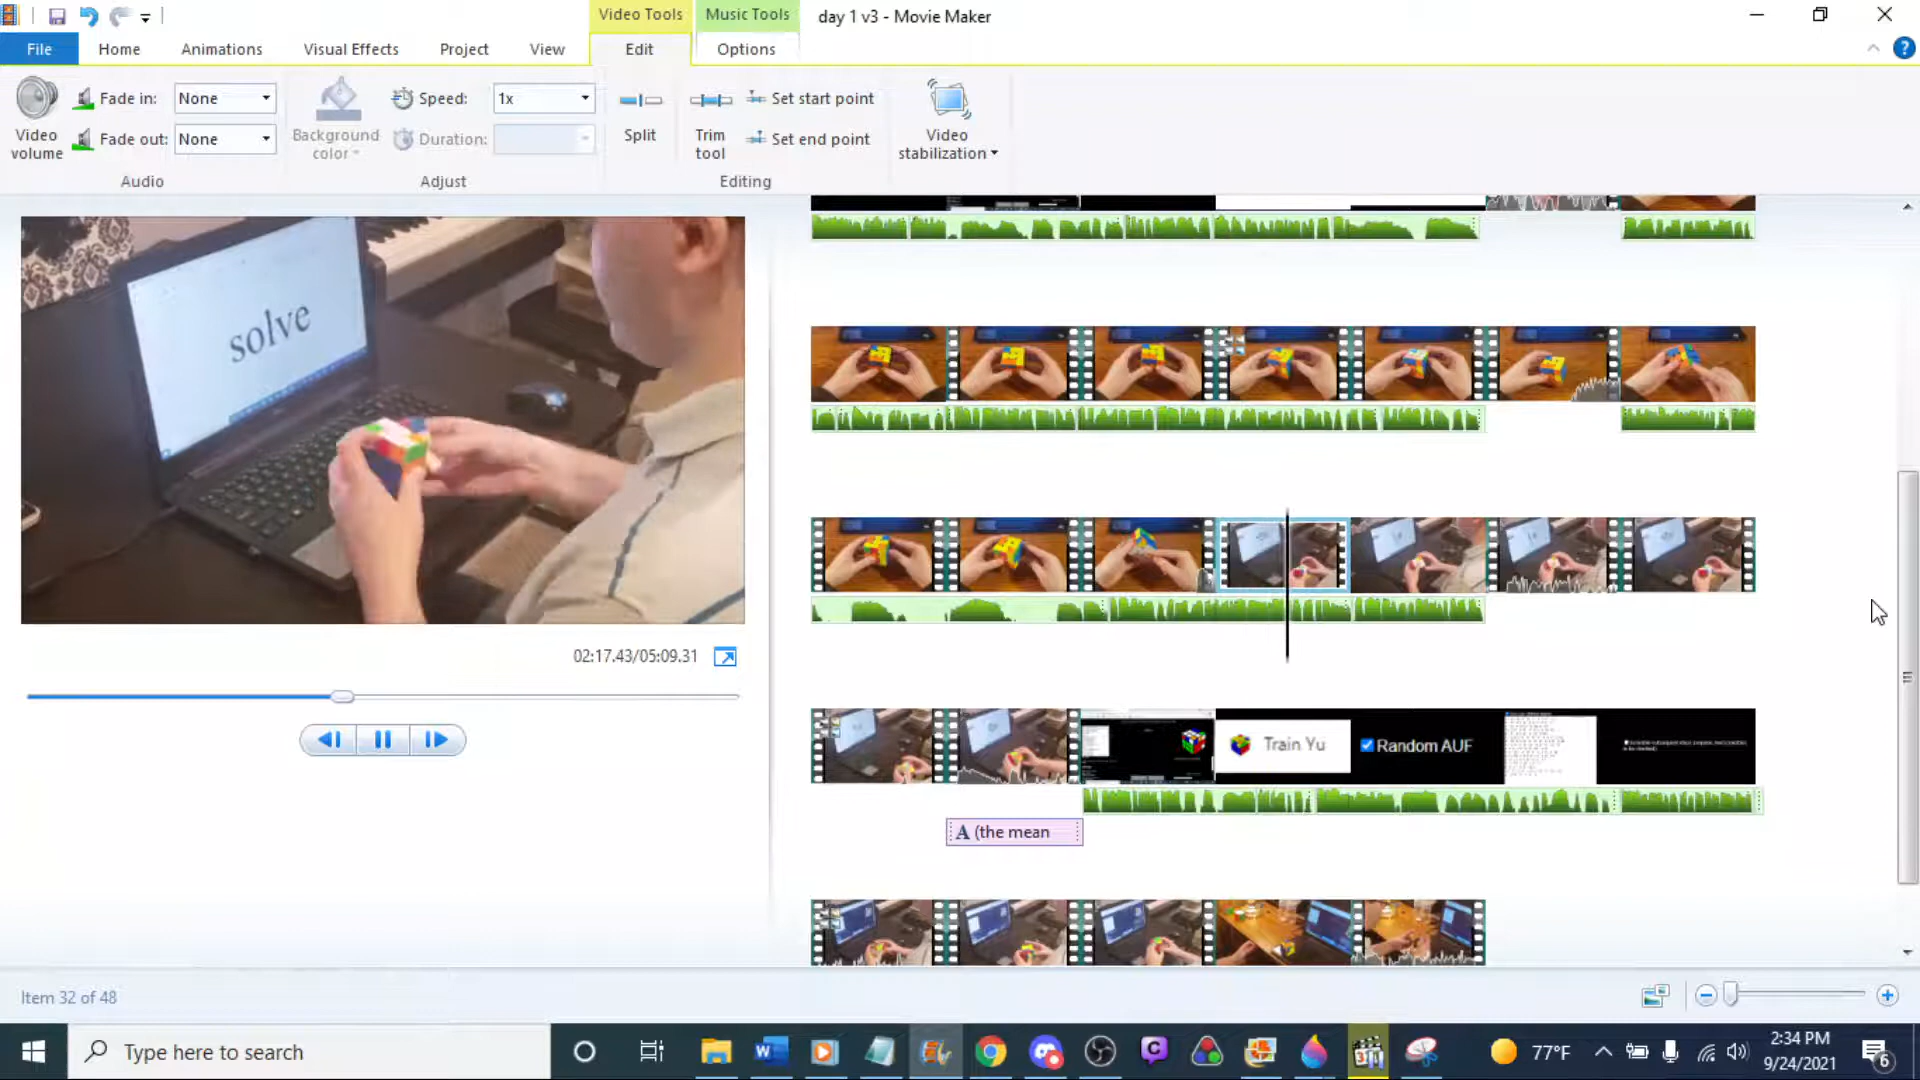 Video Tools
Music Tools
day 1 v3 - Movie Maker
File
Home
Animations
Visual Effects
Project
View
Edit
Options
Video volume
Fade in:
None
Fade out:
None
Audio
Background color
Speed:
1x
Duration:
Adjust
Split
Trim tool
Set start point
Set end point
Editing
Video stabilization
solve
02:17.43/05:09.31
Train Yu
Random AUF
A (the mean
Item 32 of 48
Type here to search
77°F
2:34 PM
9/24/2021
6